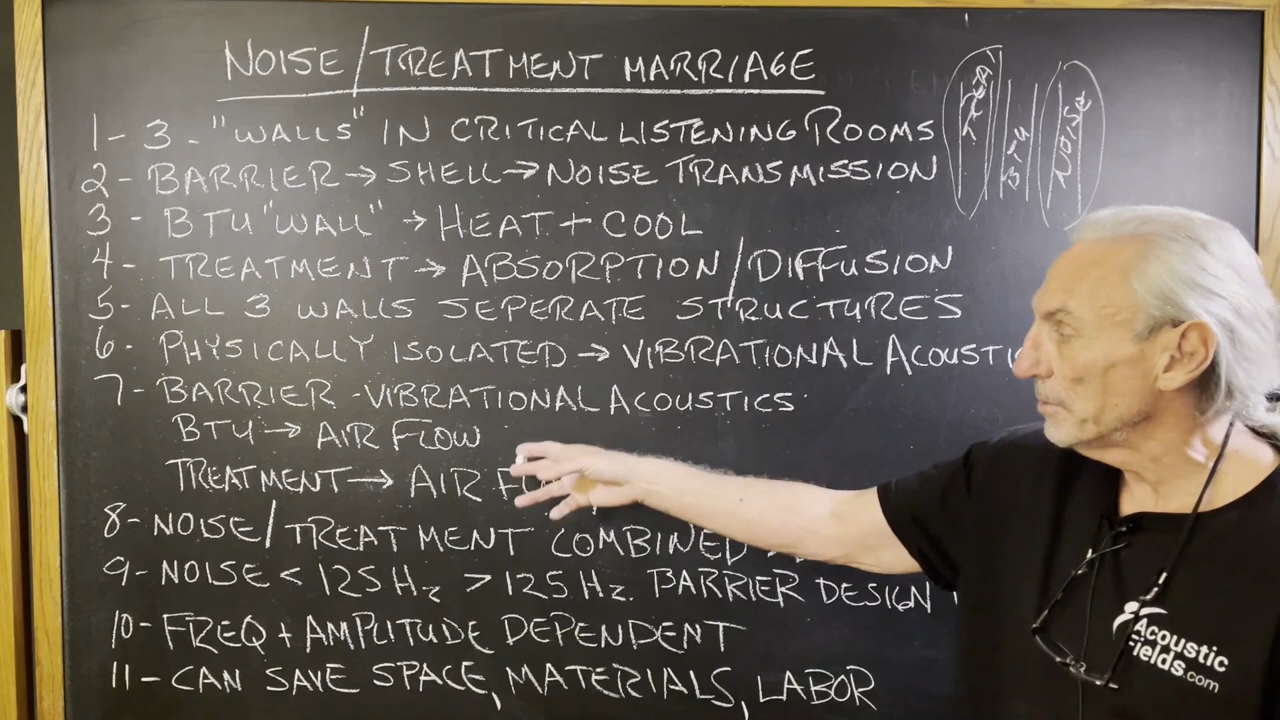 NOISE/TREATMENT MARRIAGE
1- 3- "WALLS" IN CRITICAL LISTENING ROOMS
2- BARRIER→ SHELL→ NOISE TRANSMISSION
3- BTU "WALL" → HEAT + COOL
4- TREATMENT→ ABSORPTION/DIFFUSION
5- ALL 3 WALLS SEPERATE STRUCTURES
6- PHYSICALLY ISOLATED → VIBRATIONAL
7- BARRIER -VIBRATIONAL ACOUSTICS
BTU → AIR FLOW
TREATMENT → AIR
8- NOISE/TREATMENT COMBINED
9- NOISE < 125 Hz > 125 Hz. BARRIER DESIGN
10- FREQ + AMPLITUDE DEPENDENT
11- CAN SAVE SPACE, MATERIALS, LABOR
TREAT
BTU
NOISE
Acoustic
Fields.com